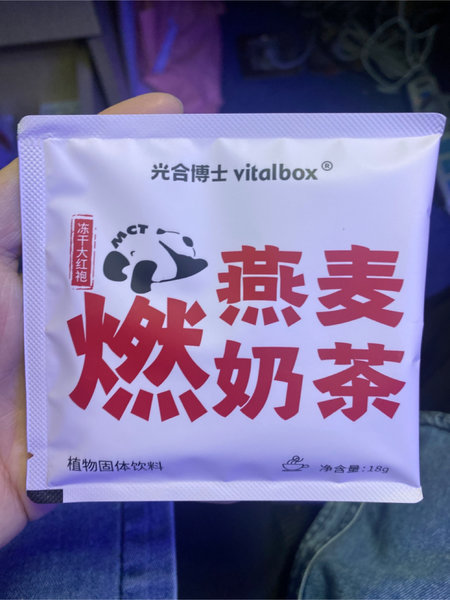 光合博士 vitalbox®
冻干大红袍
MCT
燃燕麦
奶茶
植物固体饮料
净含量:18g